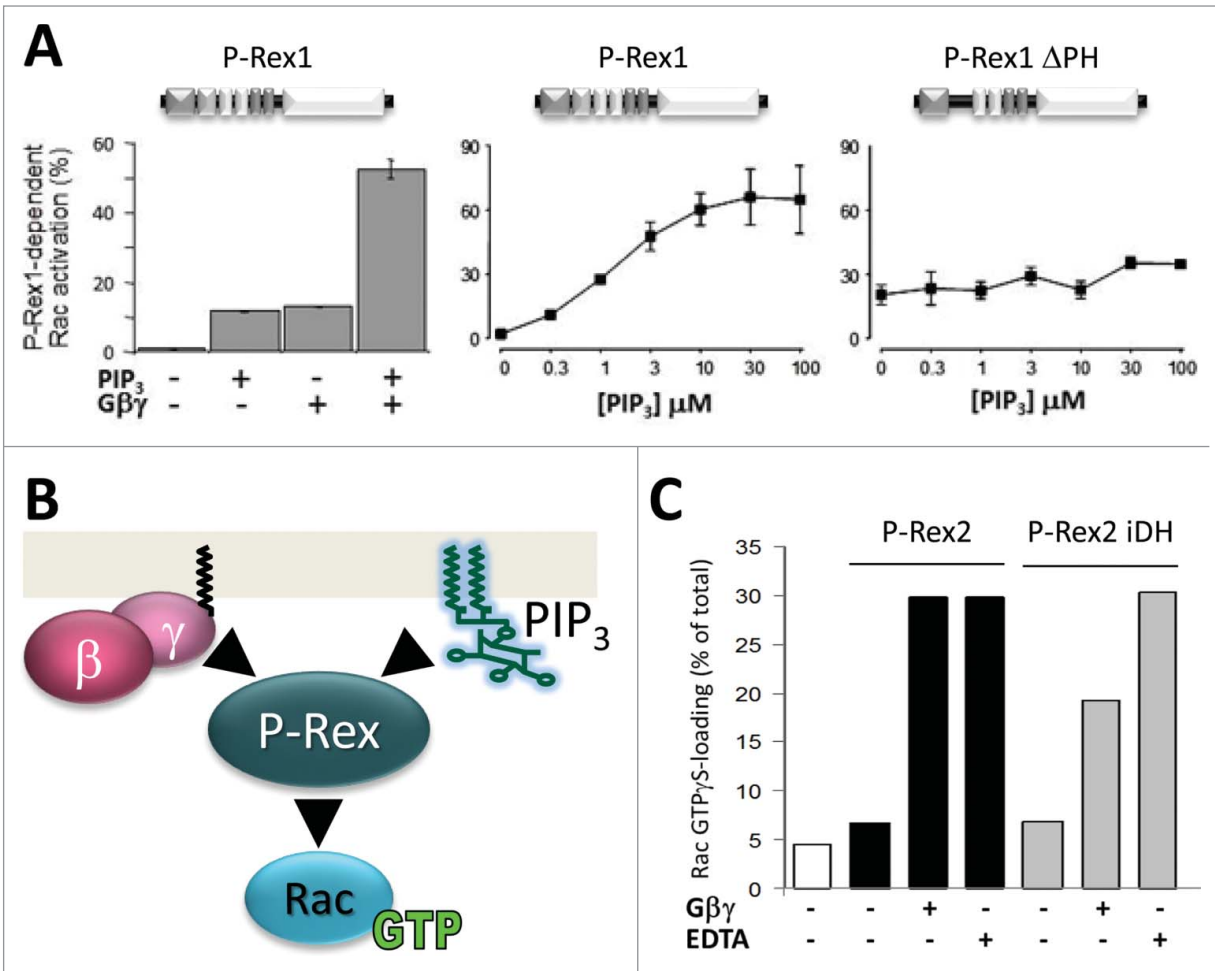 A
P-Rex1
P-Rex1
P-Rex1 ΔPH
P-Rex1-dependent
Rac activation (%)
60
40
20
0
PIP3 - + - +
Gβγ - - + +
90
60
30
0
0 0.3 1 3 10 30 100
[PIP3] μM
90
60
30
0
0 0.3 1 3 10 30 100
[PIP3] μM
B
β
γ
PIP3
P-Rex
Rac
GTP
C
P-Rex2
P-Rex2 iDH
Rac GTPγS-loading (% of total)
35
30
25
20
15
10
5
0
Gβγ - - + - - + -
EDTA - - - + - - +